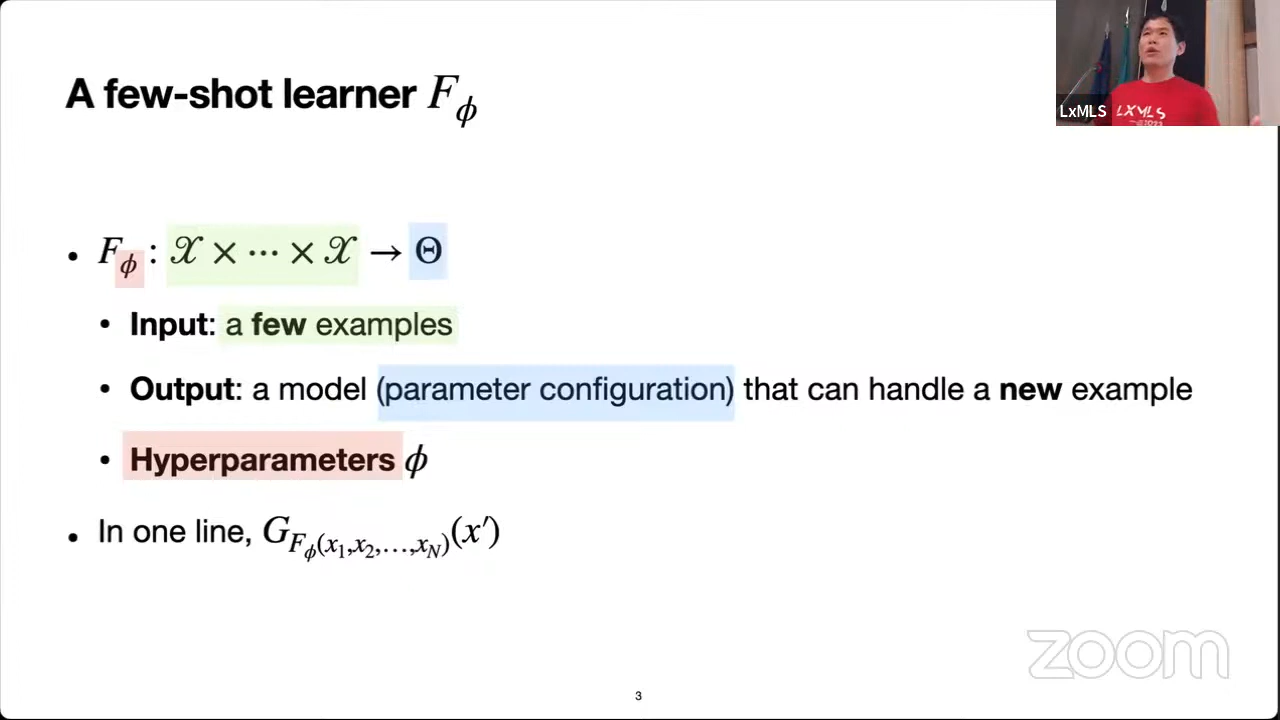 A few-shot learner F_ϕ
LxMLS
LXMLS
2023
• F_ϕ : 𝒳 × ⋯ × 𝒳 → Θ
• Input: a few examples
• Output: a model (parameter configuration) that can handle a new example
• Hyperparameters ϕ
• In one line, G_{F_ϕ(x_1,x_2,…,x_N)}(x′)
zoom
3